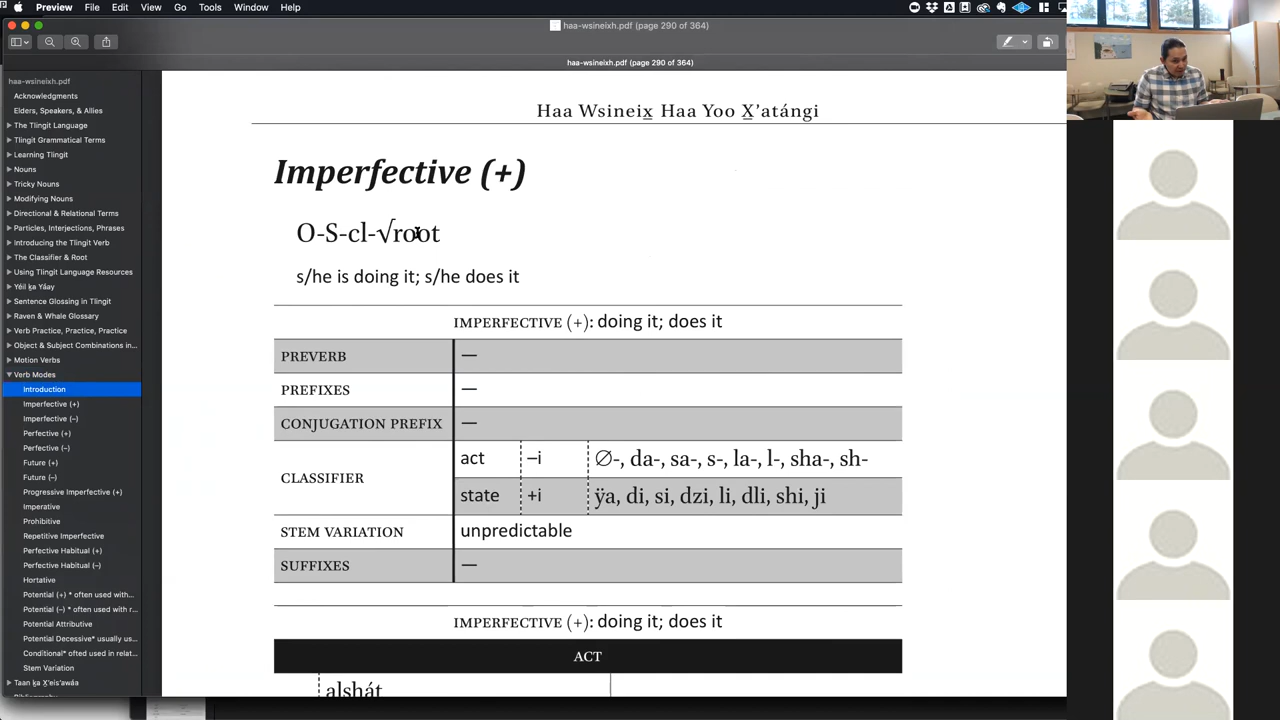 Preview File Edit View Go Tools Window Help
haa-wsineixh.pdf (page 290 of 364)
haa-wsineixh.pdf (page 290 of 364)
haa-wsineixh.pdf
Acknowledgments
Elders, Speakers, & Allies
The Tlingit Language
Tlingit Grammatical Terms
Learning Tlingit
Nouns
Tricky Nouns
Modifying Nouns
Directional & Relational Terms
Particles, Interjections, Phrases
Introducing the Tlingit Verb
The Classifier & Root
Using Tlingit Language Resources
Yéil ḵa Yáay
Sentence Glossing in Tlingit
Raven & Whale Glossary
Verb Practice, Practice, Practice
Object & Subject Combinations in...
Motion Verbs
Verb Modes
Introduction
Imperfective (+)
Imperfective (–)
Perfective (+)
Perfective (–)
Future (+)
Future (–)
Progressive Imperfective (+)
Imperative
Prohibitive
Repetitive Imperfective
Perfective Habitual (+)
Perfective Habitual (–)
Hortative
Potential (+) * often used with...
Potential (–) * often used with r...
Potential Attributive
Potential Decessive* usually us...
Conditional* ofted used in relat...
Stem Variation
Taan ḵa X̱'eis'awáa
Haa Wsineix̱ Haa Yoo X̱'atángi
Imperfective (+)
O-S-cl-√root
s/he is doing it; s/he does it
IMPERFECTIVE (+): doing it; does it
PREVERB —
PREFIXES —
CONJUGATION PREFIX —
CLASSIFIER act –i ∅-, da-, sa-, s-, la-, l-, sha-, sh-
state +i ÿa, di, si, dzi, li, dli, shi, ji
STEM VARIATION unpredictable
SUFFIXES —
IMPERFECTIVE (+): doing it; does it
ACT
alshát